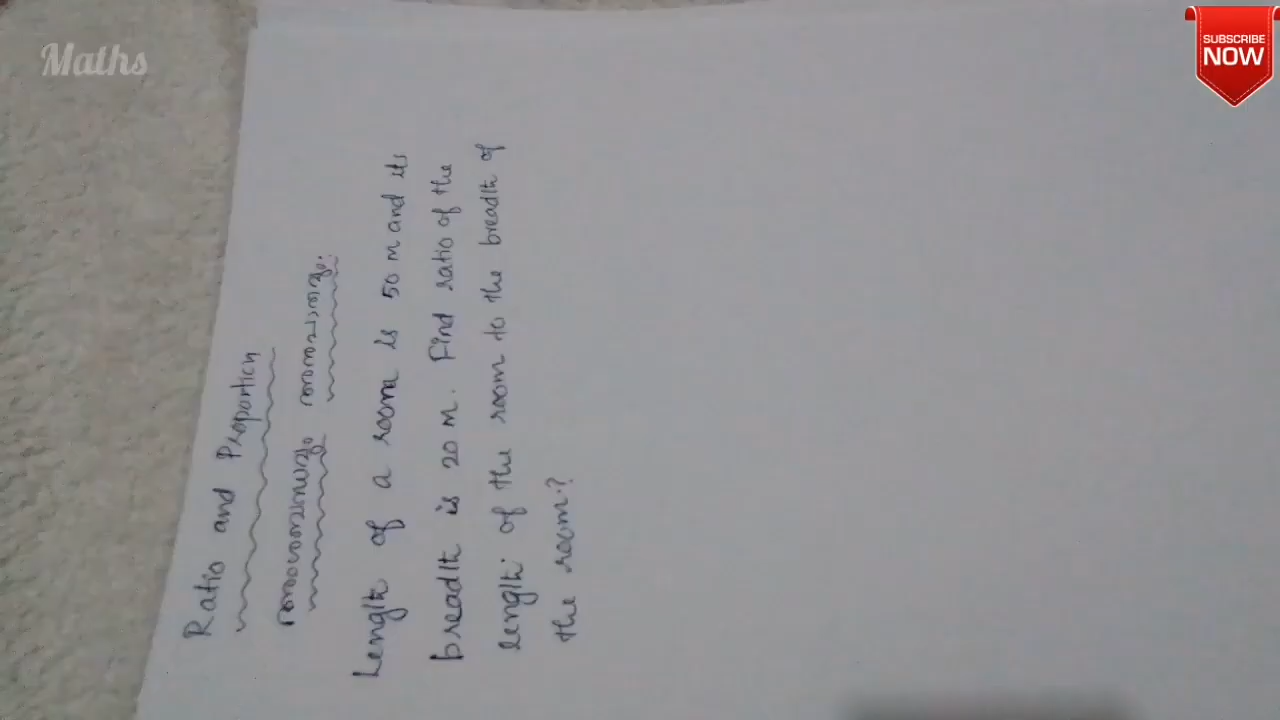 Maths
SUBSCRIBE
NOW
Ratio and Proportion
Length of a room is 50 m and its
breadth is 20 m. Find ratio of the
length of the room to the breadth of
the room?